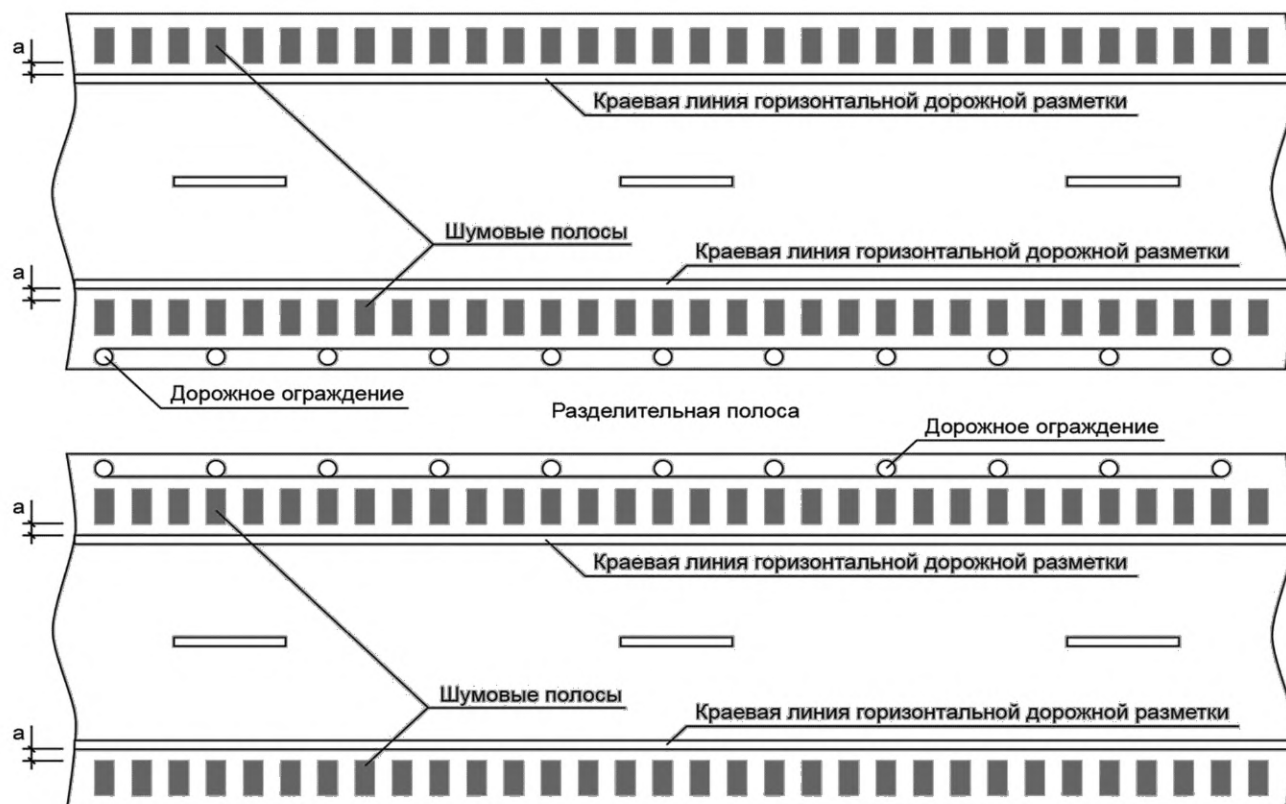 a
Краевая линия горизонтальной дорожной разметки
Шумовые полосы
Краевая линия горизонтальной дорожной разметки
a
Дорожное ограждение
Разделительная полоса
Дорожное ограждение
a
Краевая линия горизонтальной дорожной разметки
Шумовые полосы
Краевая линия горизонтальной дорожной разметки
a